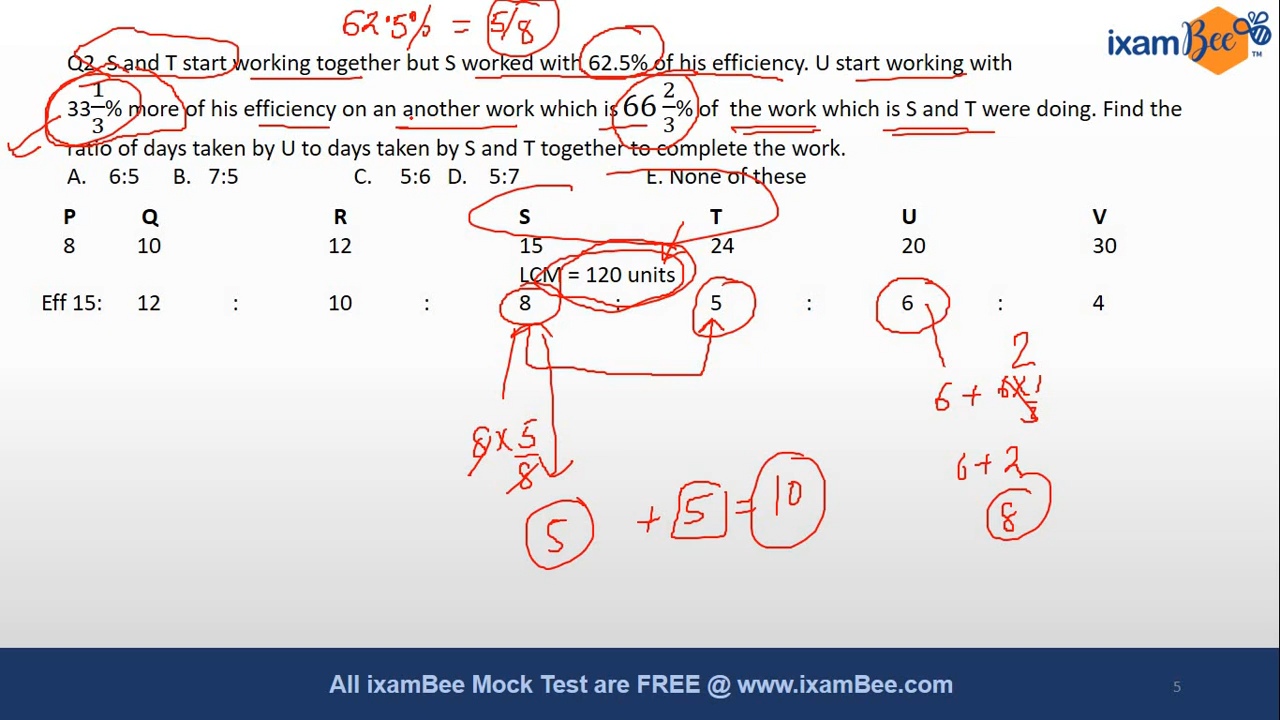 62.5% = 5/8
ixamBee TM
Q2. S and T start working together but S worked with 62.5% of his efficiency. U start working with
33 1/3% more of his efficiency on an another work which is 66 2/3% of the work which is S and T were doing. Find the
ratio of days taken by U to days taken by S and T together to complete the work.
A. 6:5 B. 7:5 C. 5:6 D. 5:7 E. None of these
P Q R S T U V
8 10 12 15 24 20 30
LCM = 120 units
Eff 15: 12 : 10 : 8 : 5 : 6 : 4
2
6 + 6x1/3
8 x 5/8
6+2
5 + 5 = 10
8
All ixamBee Mock Test are FREE @ www.ixamBee.com
5